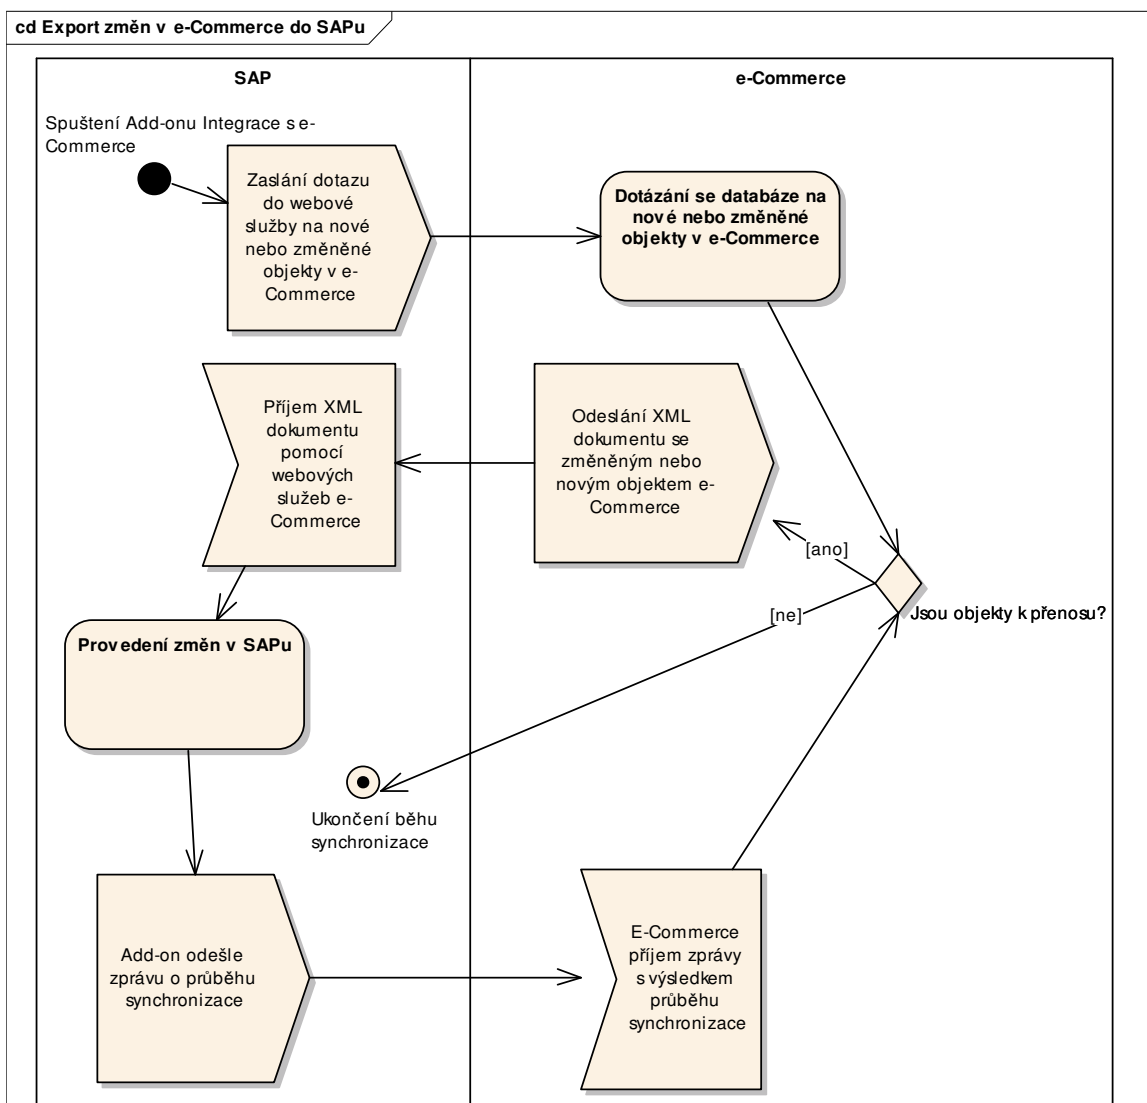 cd Export změn v e-Commerce do SAPu
SAP
e-Commerce
Spuštení Add-onu Integrace s e-
Commerce
Zaslání dotazu
do webové
služby na nové
nebo změněné
objekty v e-
Commerce
Dotázání se databáze na
nové nebo změněné
objekty v e-Commerce
Příjem XML
dokumentu
pomocí
webových
služeb e-
Commerce
Odeslání XML
dokumentu se
změněným nebo
novým objektem e-
Commerce
[ano]
[ne]
Jsou objekty k přenosu?
Provedení změn v SAPu
Ukončení běhu
synchronizace
Add-on odešle
zprávu o průběhu
synchronizace
E-Commerce
příjem zprávy
s výsledkem
průběhu
synchronizace